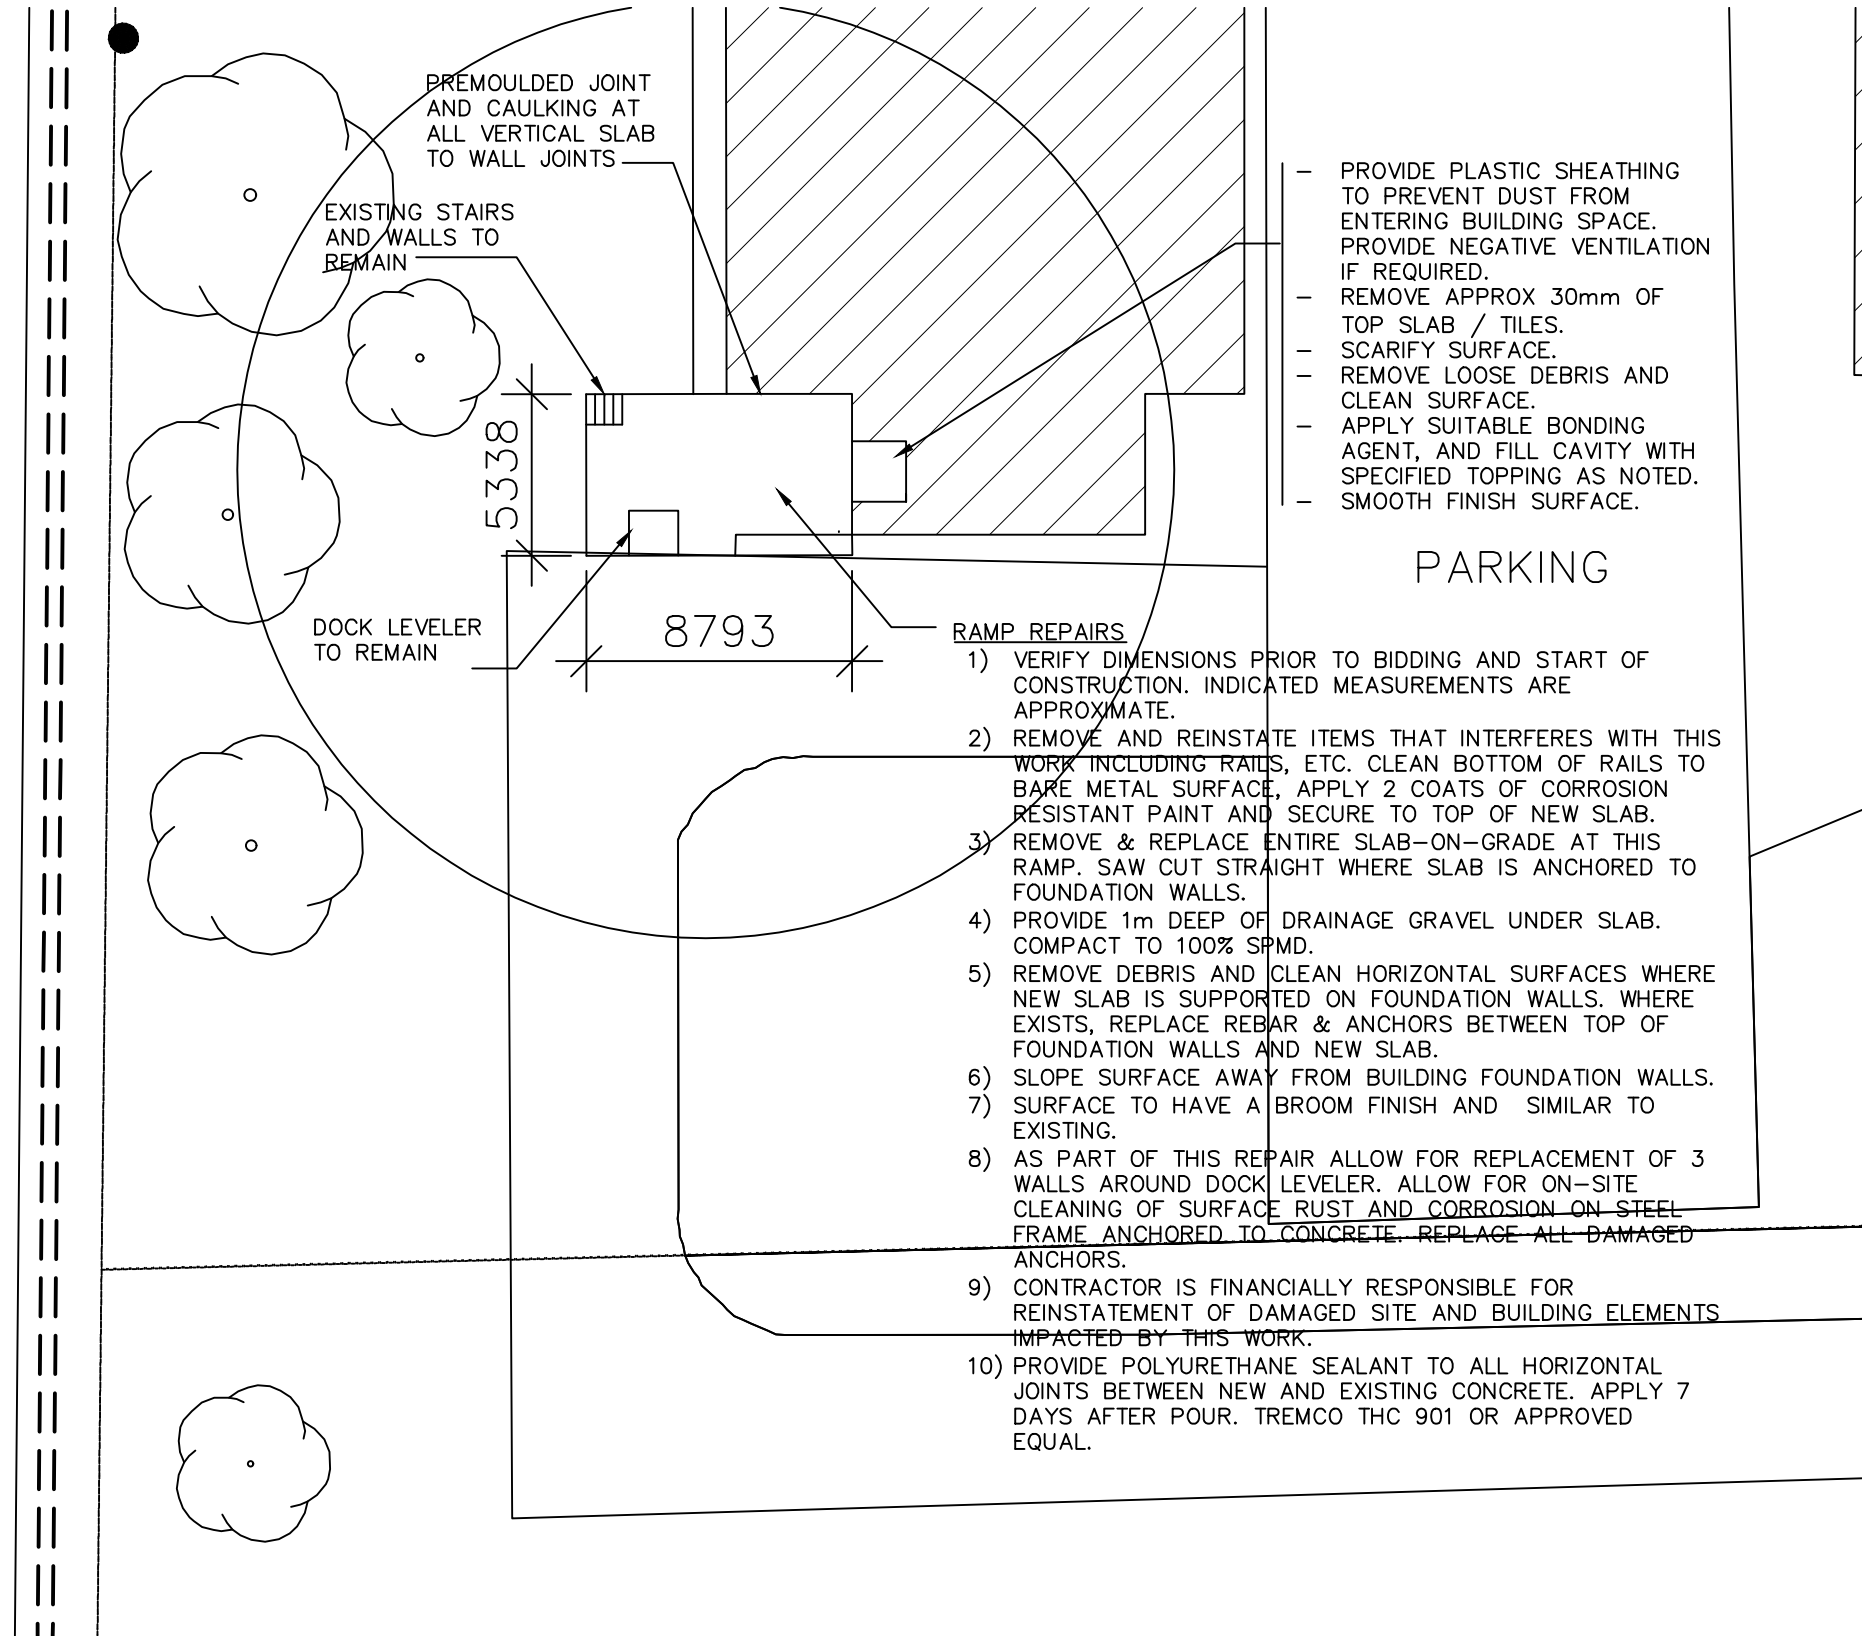 PREMOULDED JOINT
AND CAULKING AT
ALL VERTICAL SLAB
TO WALL JOINTS
EXISTING STAIRS
AND WALLS TO
REMAIN
– PROVIDE PLASTIC SHEATHING
TO PREVENT DUST FROM
ENTERING BUILDING SPACE.
PROVIDE NEGATIVE VENTILATION
IF REQUIRED.
– REMOVE APPROX 30mm OF
TOP SLAB / TILES.
– SCARIFY SURFACE.
– REMOVE LOOSE DEBRIS AND
CLEAN SURFACE.
– APPLY SUITABLE BONDING
AGENT, AND FILL CAVITY WITH
SPECIFIED TOPPING AS NOTED.
– SMOOTH FINISH SURFACE.
5338
PARKING
DOCK LEVELER
TO REMAIN
8793
RAMP REPAIRS
1) VERIFY DIMENSIONS PRIOR TO BIDDING AND START OF
CONSTRUCTION. INDICATED MEASUREMENTS ARE
APPROXIMATE.
2) REMOVE AND REINSTATE ITEMS THAT INTERFERES WITH THIS
WORK INCLUDING RAILS, ETC. CLEAN BOTTOM OF RAILS TO
BARE METAL SURFACE, APPLY 2 COATS OF CORROSION
RESISTANT PAINT AND SECURE TO TOP OF NEW SLAB.
3) REMOVE & REPLACE ENTIRE SLAB–ON–GRADE AT THIS
RAMP. SAW CUT STRAIGHT WHERE SLAB IS ANCHORED TO
FOUNDATION WALLS.
4) PROVIDE 1m DEEP OF DRAINAGE GRAVEL UNDER SLAB.
COMPACT TO 100% SPMD.
5) REMOVE DEBRIS AND CLEAN HORIZONTAL SURFACES WHERE
NEW SLAB IS SUPPORTED ON FOUNDATION WALLS. WHERE
EXISTS, REPLACE REBAR & ANCHORS BETWEEN TOP OF
FOUNDATION WALLS AND NEW SLAB.
6) SLOPE SURFACE AWAY FROM BUILDING FOUNDATION WALLS.
7) SURFACE TO HAVE A BROOM FINISH AND SIMILAR TO
EXISTING.
8) AS PART OF THIS REPAIR ALLOW FOR REPLACEMENT OF 3
WALLS AROUND DOCK LEVELER. ALLOW FOR ON–SITE
CLEANING OF SURFACE RUST AND CORROSION ON STEEL
FRAME ANCHORED TO CONCRETE. REPLACE ALL DAMAGED
ANCHORS.
9) CONTRACTOR IS FINANCIALLY RESPONSIBLE FOR
REINSTATEMENT OF DAMAGED SITE AND BUILDING ELEMENTS
IMPACTED BY THIS WORK.
10) PROVIDE POLYURETHANE SEALANT TO ALL HORIZONTAL
JOINTS BETWEEN NEW AND EXISTING CONCRETE. APPLY 7
DAYS AFTER POUR. TREMCO THC 901 OR APPROVED
EQUAL.